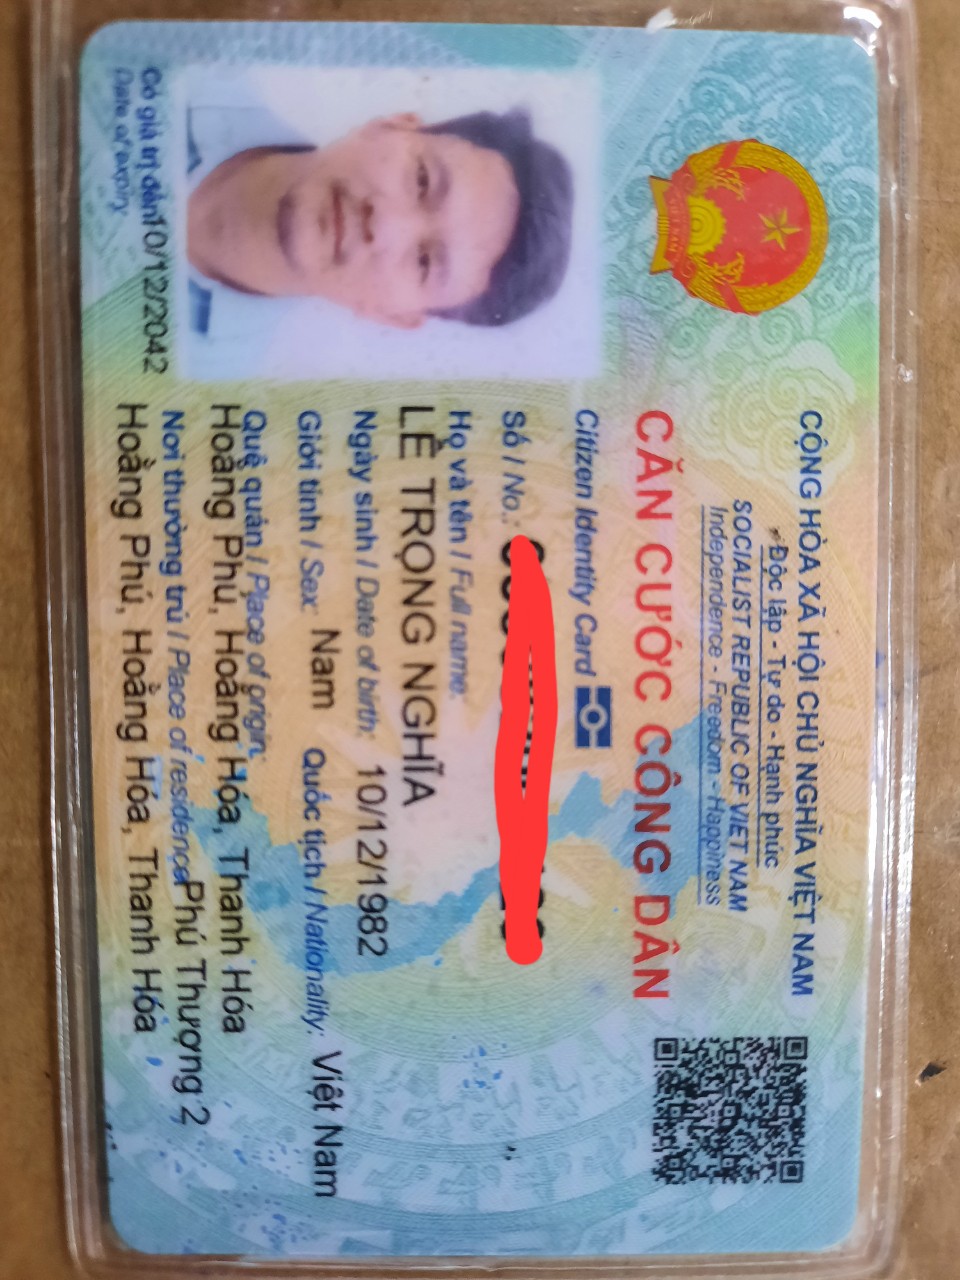 CỘNG HÒA XÃ HỘI CHỦ NGHĨA VIỆT NAM
Độc lập - Tự do - Hạnh phúc
SOCIALIST REPUBLIC OF VIET NAM
Independence - Freedom - Happiness
CĂN CƯỚC CÔNG DÂN
Citizen Identity Card
Số / No.:
Họ và tên / Full name:
LÊ TRỌNG NGHĨA
Ngày sinh / Date of birth: 10/12/1982
Giới tính / Sex: Nam Quốc tịch / Nationality: Việt Nam
Quê quán / Place of origin:
Hoằng Phú, Hoằng Hóa, Thanh Hóa
Nơi thường trú / Place of residence: Phú Thượng 2
Hoằng Phú, Hoằng Hóa, Thanh Hóa
Có giá trị đến: 10/12/2042
Date of expiry